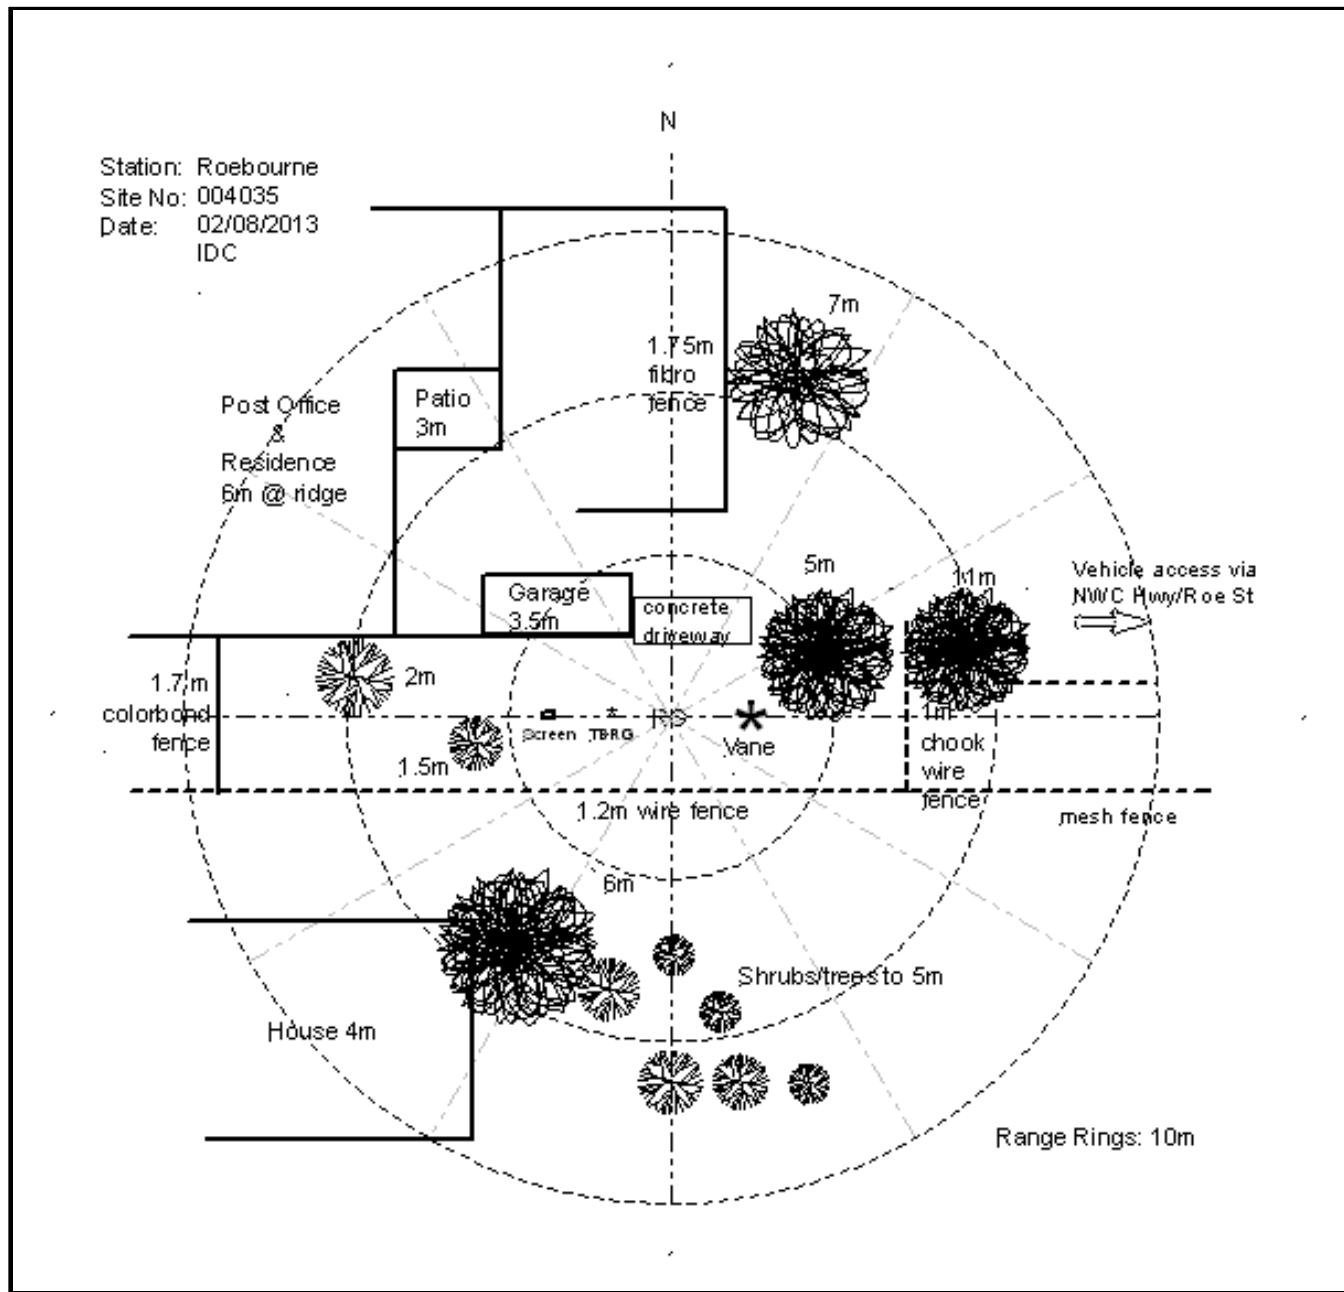 N
Station: Roebourne
Site No: 004035
Date: 02/08/2013
IDC
7m
1.75m
fibro
fence
Post Office
&
Residence
6m @ ridge
Patio
3m
Garage
3.5m
concrete
driveway
5m
11m
Vehicle access via
NWC Hwy/Roe St
1.7m
colorbond
fence
2m
1.5m
Screen
TBRG
RG
Vane
1m
chook
wire
fence
1.2m wire fence
mesh fence
6m
Shrubs/trees to 5m
House 4m
Range Rings: 10m